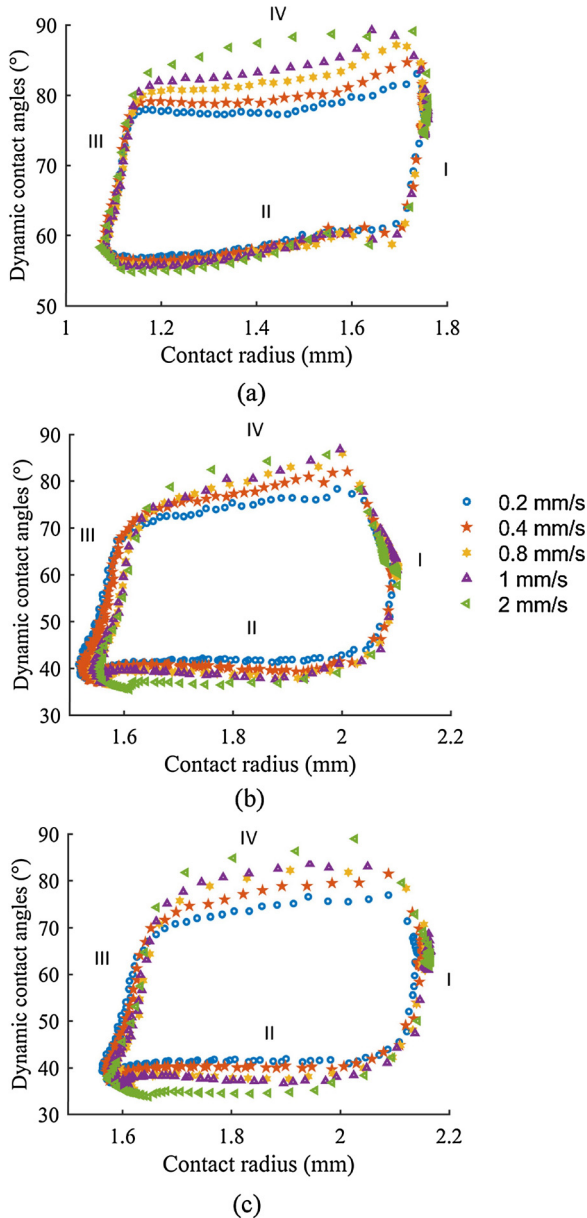 IV
90
80
70
60
50
Dynamic contact angles (°)
III
I
II
1
1.2
1.4
1.6
1.8
Contact radius (mm)
(a)
IV
90
80
70
60
50
40
30
Dynamic contact angles (°)
III
I
II
1.6
1.8
2
2.2
Contact radius (mm)
(b)
0.2 mm/s
0.4 mm/s
0.8 mm/s
1 mm/s
2 mm/s
IV
90
80
70
60
50
40
30
Dynamic contact angles (°)
III
I
II
1.6
1.8
2
2.2
Contact radius (mm)
(c)